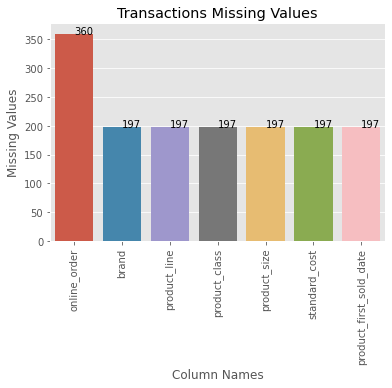 Transactions Missing Values
Missing Values
350
300
250
200
150
100
50
0
360
197
197
197
197
197
197
online_order
brand
product_line
product_class
product_size
standard_cost
product_first_sold_date
Column Names